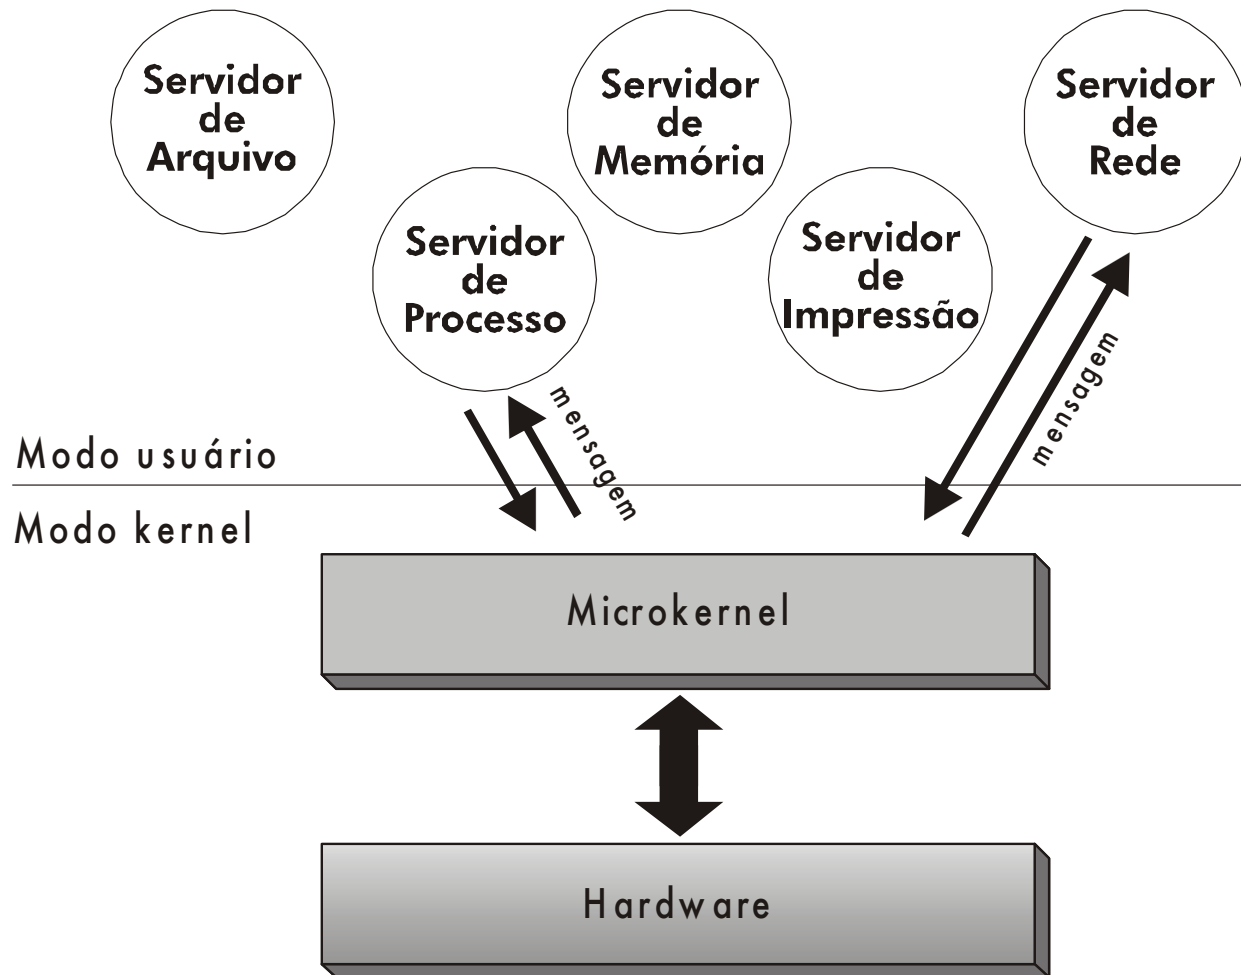 Servidor
de
Arquivo
Servidor
de
Memória
Servidor
de
Rede
Servidor
de
Processo
Servidor
de
Impressão
mensagem
mensagem
Modo usuário
Modo kernel
Microkernel
Hardware